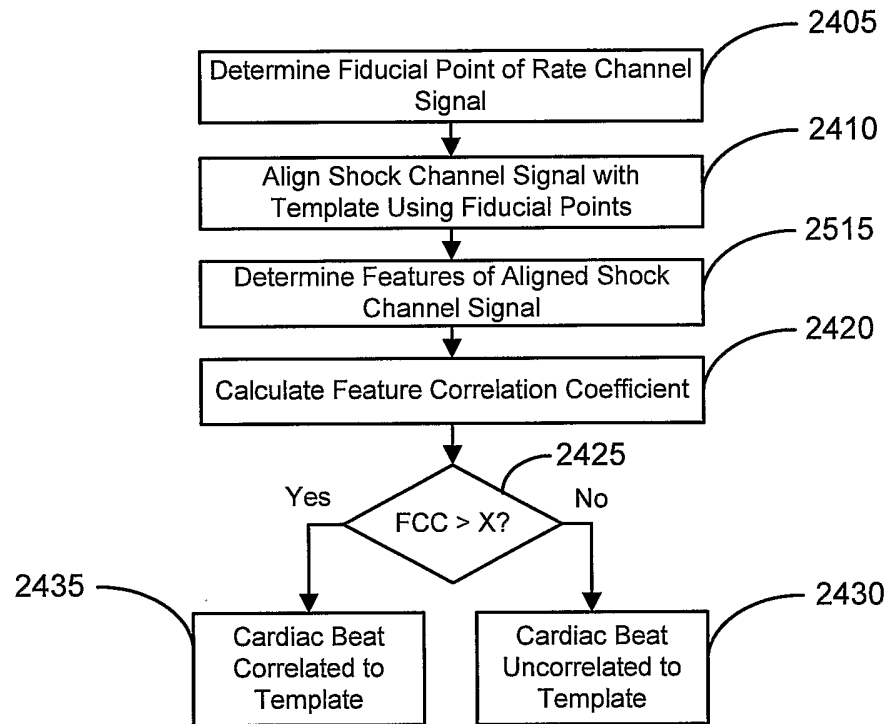 2405
Determine Fiducial Point of Rate Channel
Signal
2410
Align Shock Channel Signal with
Template Using Fiducial Points
2515
Determine Features of Aligned Shock
Channel Signal
2420
Calculate Feature Correlation Coefficient
2425
Yes
No
FCC > X?
2435
2430
Cardiac Beat
Correlated to
Template
Cardiac Beat
Uncorrelated to
Template